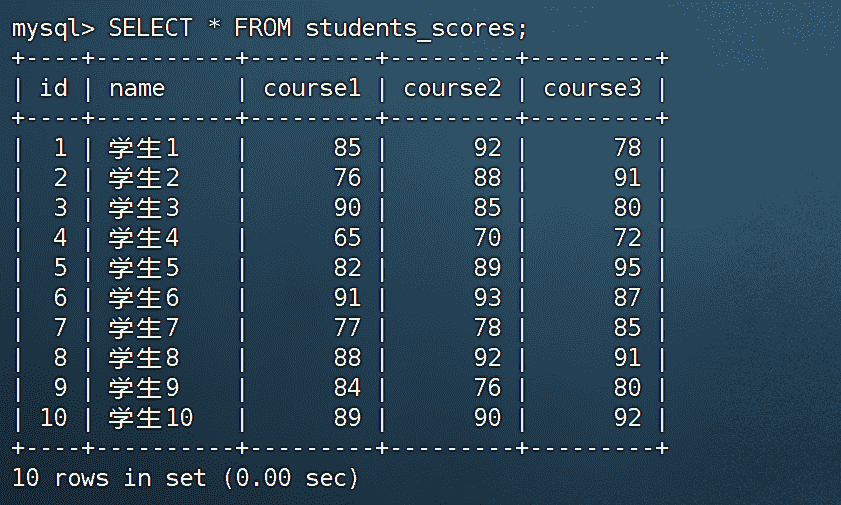 mysql> SELECT * FROM students_scores;
+----+----------+---------+---------+---------+
| id | name     | course1 | course2 | course3 |
+----+----------+---------+---------+---------+
|  1 | 学生1    |      85 |      92 |      78 |
|  2 | 学生2    |      76 |      88 |      91 |
|  3 | 学生3    |      90 |      85 |      80 |
|  4 | 学生4    |      65 |      70 |      72 |
|  5 | 学生5    |      82 |      89 |      95 |
|  6 | 学生6    |      91 |      93 |      87 |
|  7 | 学生7    |      77 |      78 |      85 |
|  8 | 学生8    |      88 |      92 |      91 |
|  9 | 学生9    |      84 |      76 |      80 |
| 10 | 学生10   |      89 |      90 |      92 |
+----+----------+---------+---------+---------+
10 rows in set (0.00 sec)